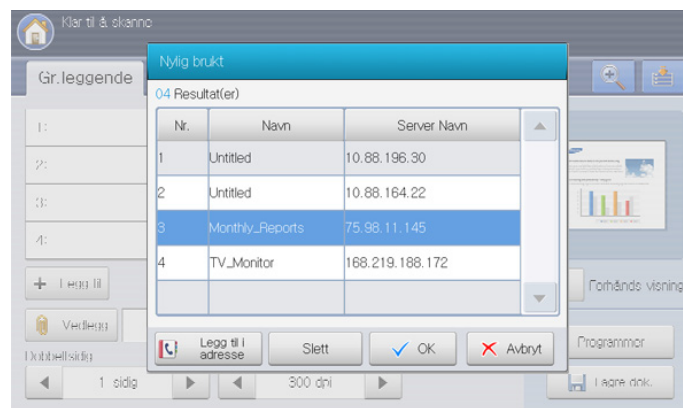 Klar til å skanno
Gr.leggende
Nylig brukt
04 Resultat(er)
Nr. Navn Server Navn
1 Untitled 10.88.196.30
2 Untitled 10.88.164.22
3 Monthly_Reports 75.98.11.145
4 TV_Monitor 168.219.188.172
1:
2:
3:
4:
+ Legg til
Vedlegg
Forhånds visning
Legg til i
adresse
Slett
OK
Avbryt
Programmor
Dobbeltsidig
1 sidig
300 dpi
Lagre dok.